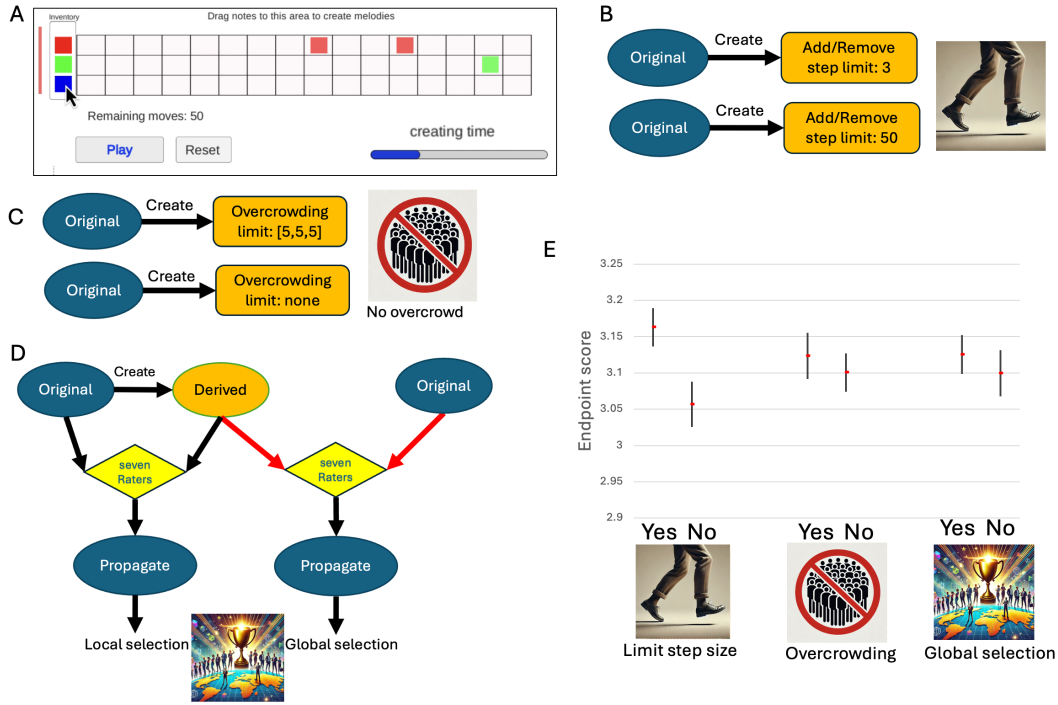 A
Inventory
Drag notes to this area to create melodies
Remaining moves: 50
Play
Reset
creating time
B
Original
Create
Add/Remove
step limit: 3
Original
Create
Add/Remove
step limit: 50
C
Original
Create
Overcrowding
limit: [5,5,5]
Original
Create
Overcrowding
limit: none
No overcrowd
D
Original
Create
Derived
Original
seven
Raters
seven
Raters
Propagate
Propagate
Local selection
Global selection
E
Endpoint score
3.25
3.2
3.15
3.1
3.05
3
2.95
2.9
Yes No
Yes No
Yes No
Limit step size
Overcrowding
Global selection